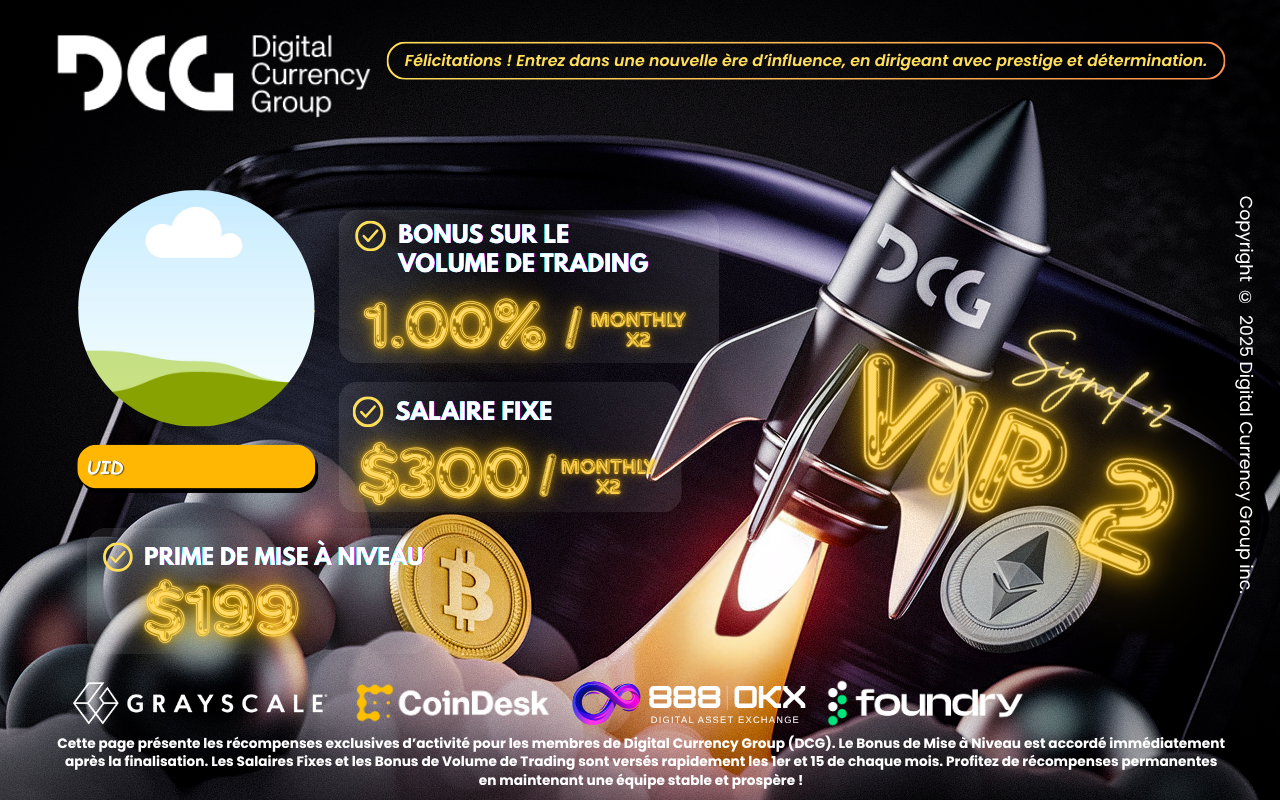 DCG
Digital
Currency
Group
Félicitations ! Entrez dans une nouvelle ère d’influence, en dirigeant avec prestige et détermination.
BONUS SUR LE
VOLUME DE TRADING
1.00% / MONTHLY
X2
SALAIRE FIXE
$300 / MONTHLY
X2
UID
PRIME DE MISE À NIVEAU
$199
DCG
Signal +2
VIP 2
Copyright © 2025 Digital Currency Group Inc.
GRAYSCALE
CoinDesk
888 OKX
DIGITAL ASSET EXCHANGE
foundry
Cette page présente les récompenses exclusives d’activité pour les membres de Digital Currency Group (DCG). Le Bonus de Mise à Niveau est accordé immédiatement
après la finalisation. Les Salaires Fixes et les Bonus de Volume de Trading sont versés rapidement les 1er et 15 de chaque mois. Profitez de récompenses permanentes
en maintenant une équipe stable et prospère !